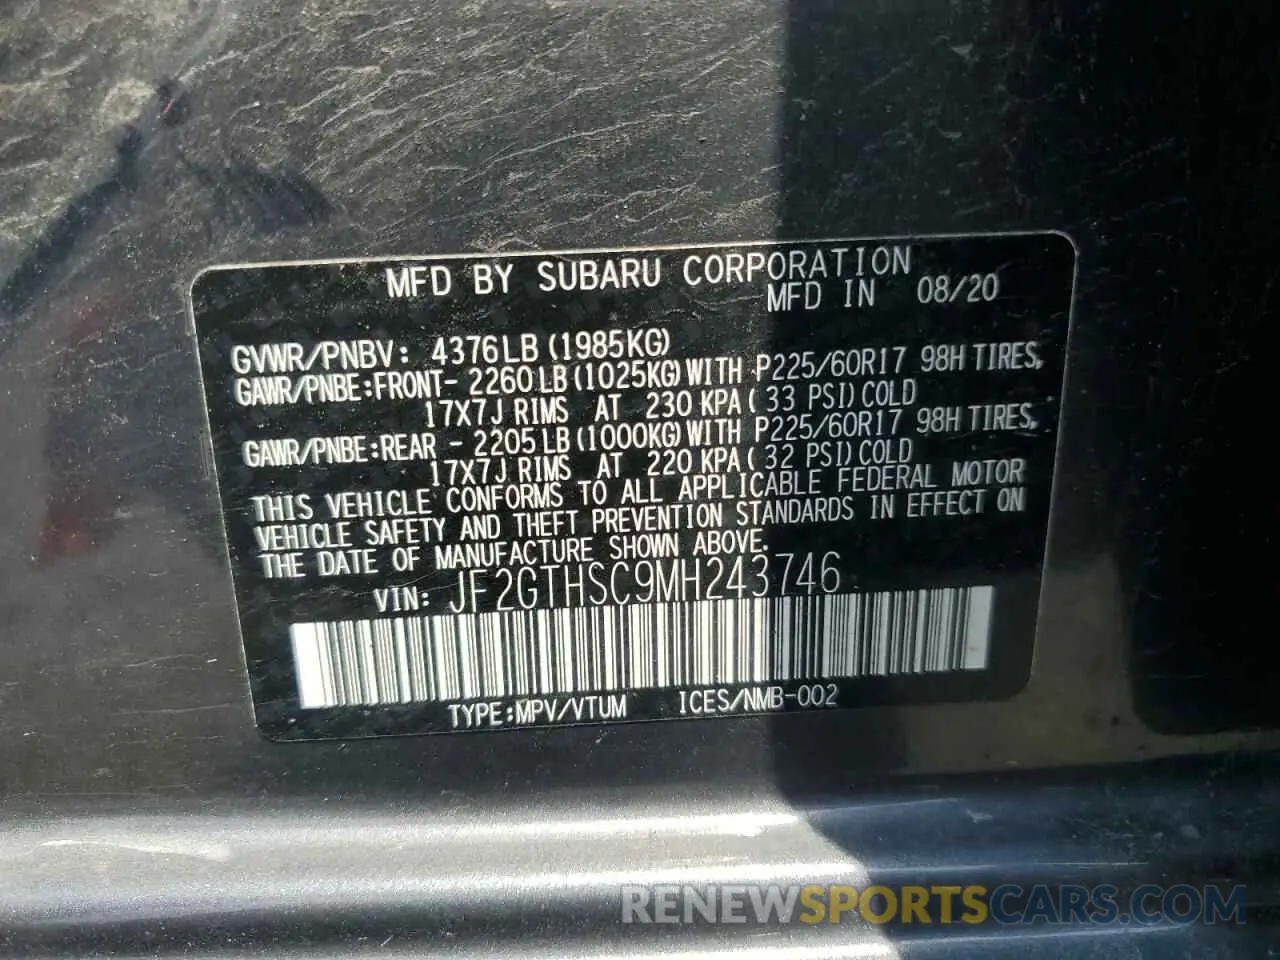 MFD BY SUBARU CORPORATION
MFD IN 08/20
GVWR/PNBV: 4376LB (1985KG)
GAWR/PNBE:FRONT- 2260LB(1025KG)WITH P225/60R17 98H TIRES,
17X7J RIMS AT 230 KPA( 33 PSI)COLD
GAWR/PNBE:REAR - 2205LB(1000KG)WITH P225/60R17 98H TIRES,
17X7J RIMS AT 220 KPA( 32 PSI)COLD
THIS VEHICLE CONFORMS TO ALL APPLICABLE FEDERAL MOTOR
VEHICLE SAFETY AND THEFT PREVENTION STANDARDS IN EFFECT ON
THE DATE OF MANUFACTURE SHOWN ABOVE.
VIN: JF2GTHSC9MH243746
TYPE:MPV/VTUM ICES/NMB-002
RENEWSPORTSCARS.COM